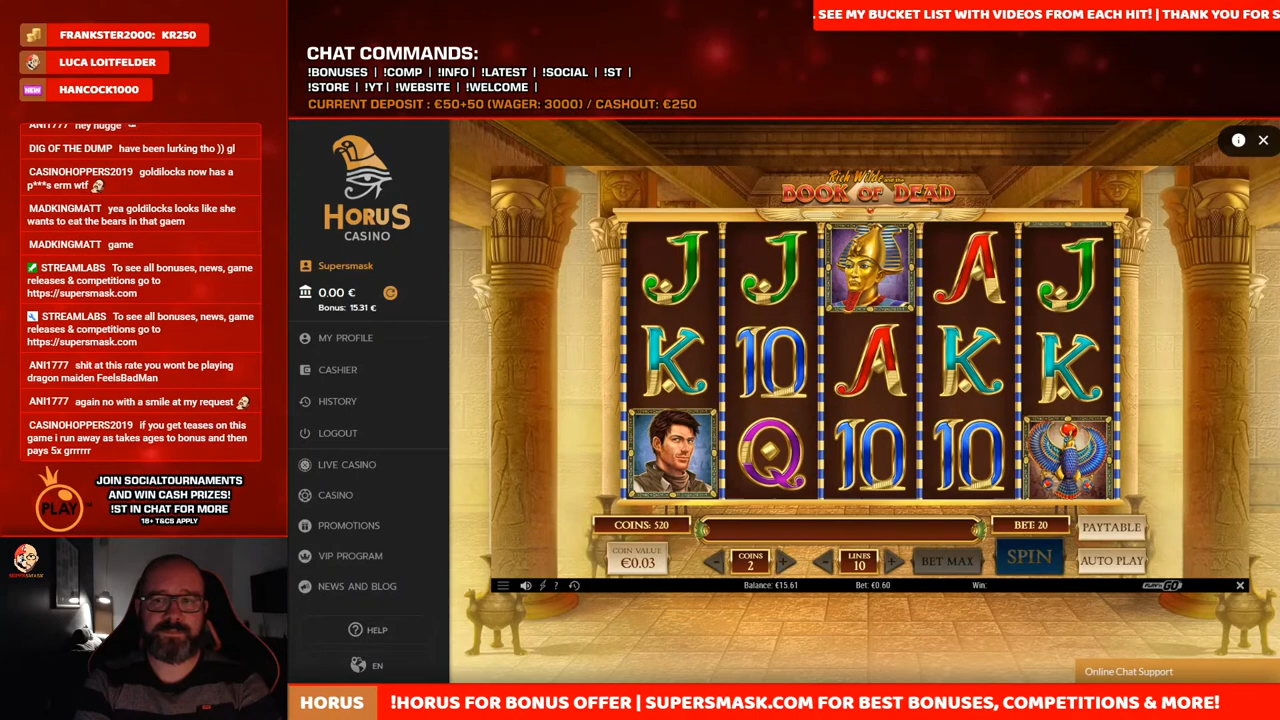 FRANKSTER2000: KR250
LUCA LOITFELDER
NEW HANCOCK1000
DIG OF THE DUMP have been lurking tho )) gl
CASINOHOPPERS2019 goldilocks now has a
p***s erm wtf
MADKINGMATT yea goldilocks looks like she
wants to eat the bears in that gaem
MADKINGMATT game
STREAMLABS To see all bonuses, news, game
releases & competitions go to
https://supersmask.com
STREAMLABS To see all bonuses, news, game
releases & competitions go to
https://supersmask.com
ANI1777 shit at this rate you wont be playing
dragon maiden FeelsBadMan
ANI1777 again no with a smile at my request
CASINOHOPPERS2019 if you get teases on this
game i run away as takes ages to bonus and then
pays 5x grrrrrr
PLAY
JOIN SOCIALTOURNAMENTS
AND WIN CASH PRIZES!
!ST IN CHAT FOR MORE
18+ T&CS APPLY
SUPERSMASK
. SEE MY BUCKET LIST WITH VIDEOS FROM EACH HIT! | THANK YOU FOR S
CHAT COMMANDS:
!BONUSES | !COMP | !INFO | !LATEST | !SOCIAL | !ST |
!STORE | !YT | !WEBSITE | !WELCOME |
CURRENT DEPOSIT : €50+50 (WAGER: 3000) / CASHOUT: €250
HORUS
CASINO
Supersmask
0.00 €
Bonus: 15.31 €
MY PROFILE
CASHIER
HISTORY
LOGOUT
LIVE CASINO
CASINO
PROMOTIONS
VIP PROGRAM
NEWS AND BLOG
HELP
EN
Rich Wilde and the
BOOK OF DEAD
J J A J
K 10 A K K
Q 10 10
COINS: 520
BET: 20
PAYTABLE
COIN VALUE
€0.03
COINS
2
LINES
10
BET MAX
SPIN
AUTO PLAY
Balance: €15.61 Bet: €0.60 Win:
PLAY'N GO
Online Chat Support
HORUS
!HORUS FOR BONUS OFFER | SUPERSMASK.COM FOR BEST BONUSES, COMPETITIONS & MORE!